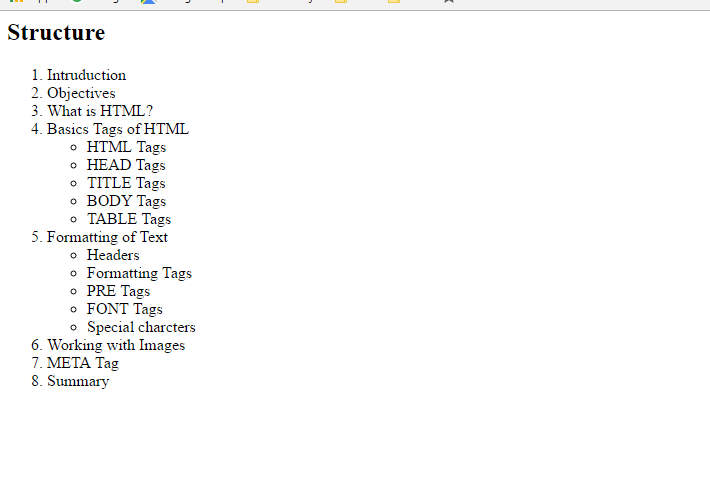 Structure
1. Intruduction
2. Objectives
3. What is HTML?
4. Basics Tags of HTML
HTML Tags
HEAD Tags
TITLE Tags
BODY Tags
TABLE Tags
5. Formatting of Text
Headers
Formatting Tags
PRE Tags
FONT Tags
Special charcters
6. Working with Images
7. META Tag
8. Summary